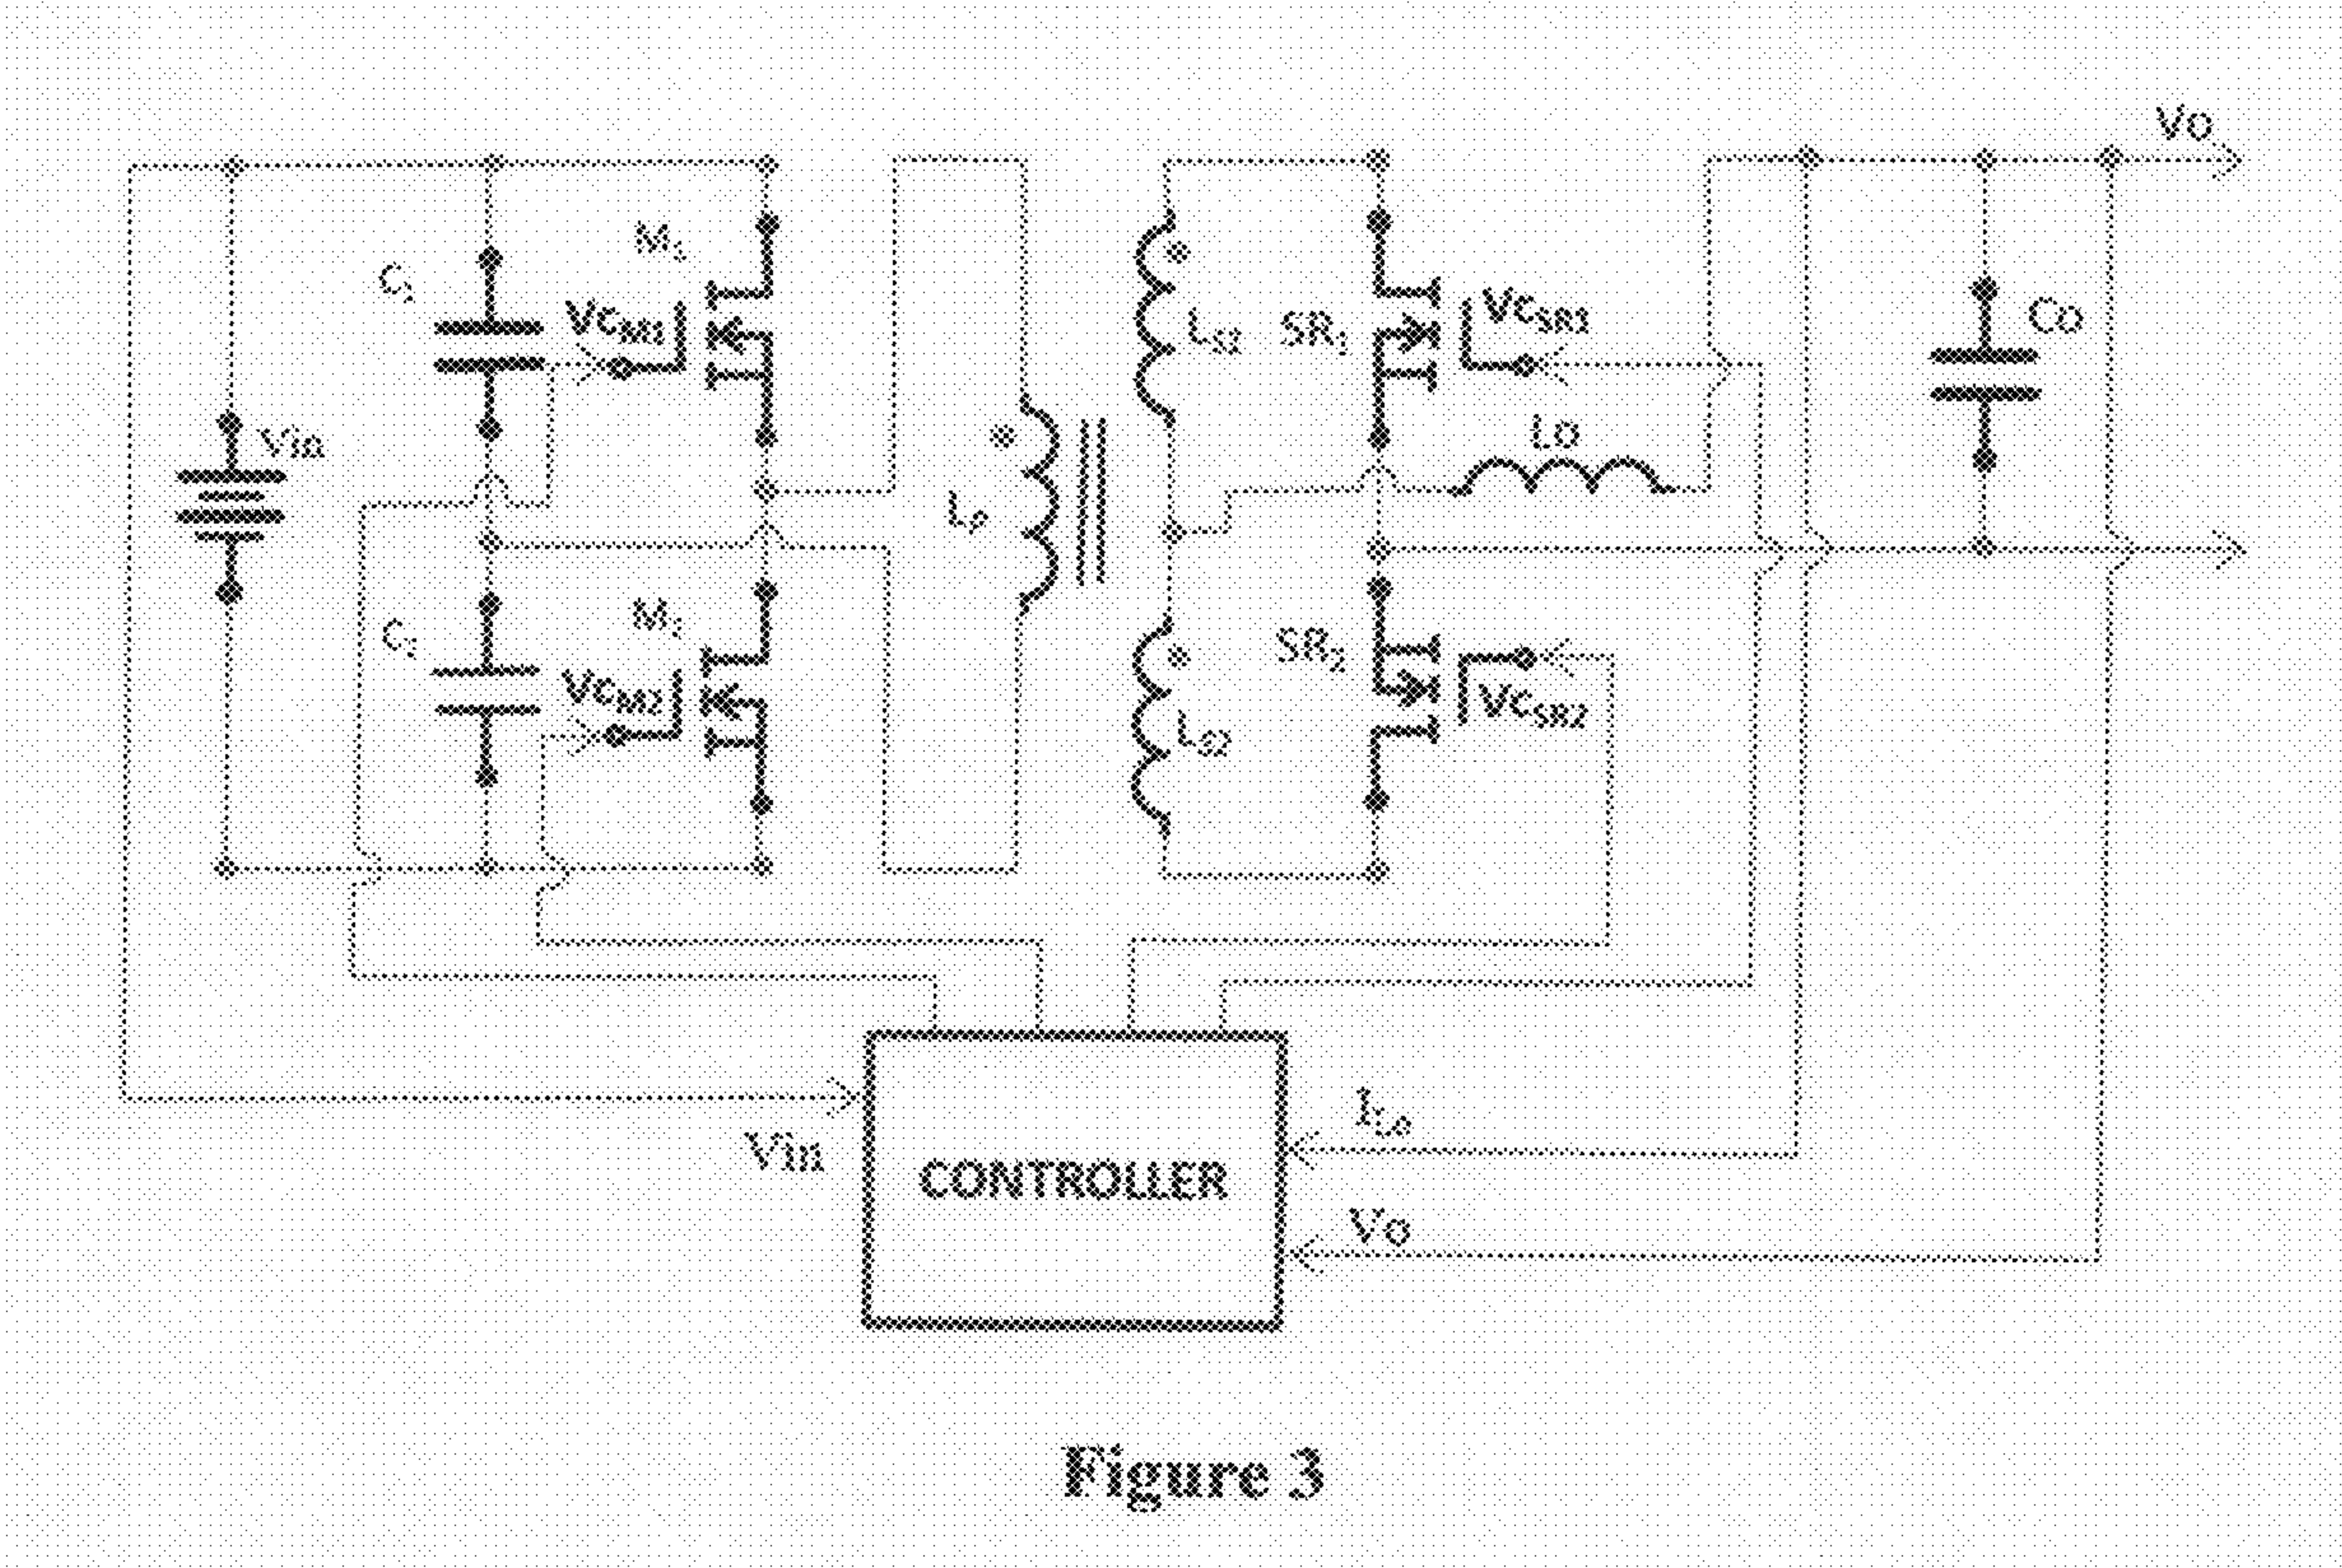 Vo
C1
M1
VCM1
Vin
LS2
SR1
VCSR1
Co
Lo
LP
C2
M2
VCM2
SR2
VCSR2
LS2
Vin
ILo
CONTROLLER
Vo
Figure 3